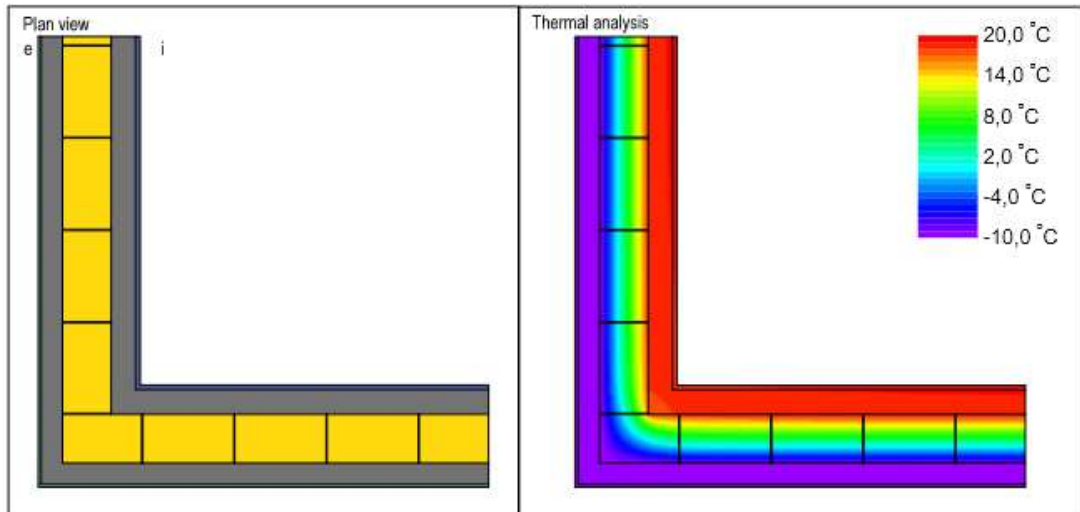 Plan view
e
i
Thermal analysis
20,0 °C
14,0 °C
8,0 °C
2,0 °C
-4,0 °C
-10,0 °C